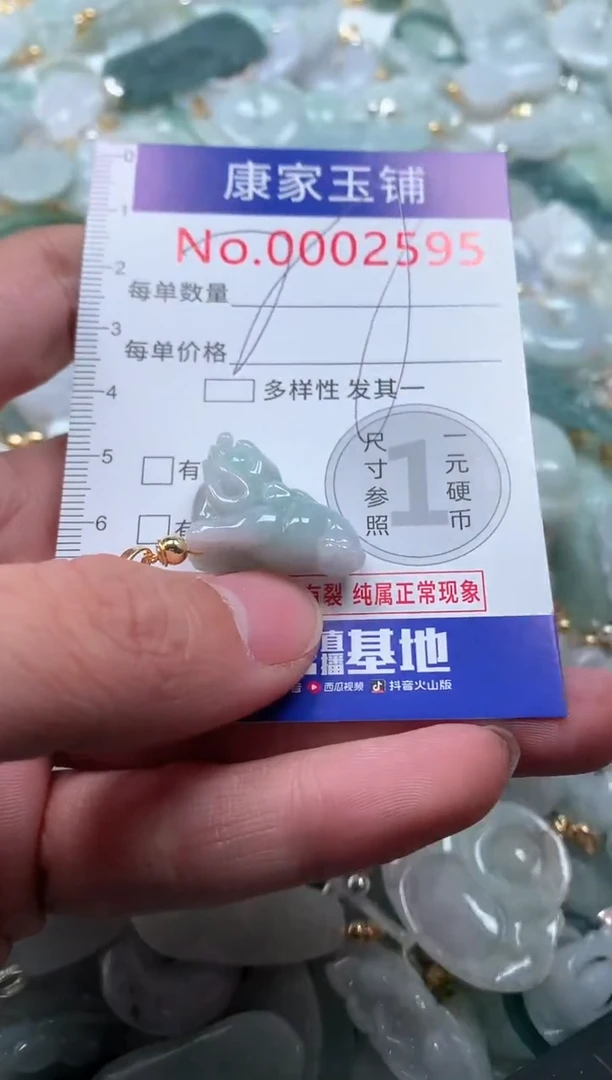 0
康家玉铺
1
No.0002595
2
每单数量
3
每单价格
4
多样性 发其一
5
有
尺寸参照
1
一元硬币
6
有裂 纯属正常现象
直播基地
西瓜视频
抖音火山版